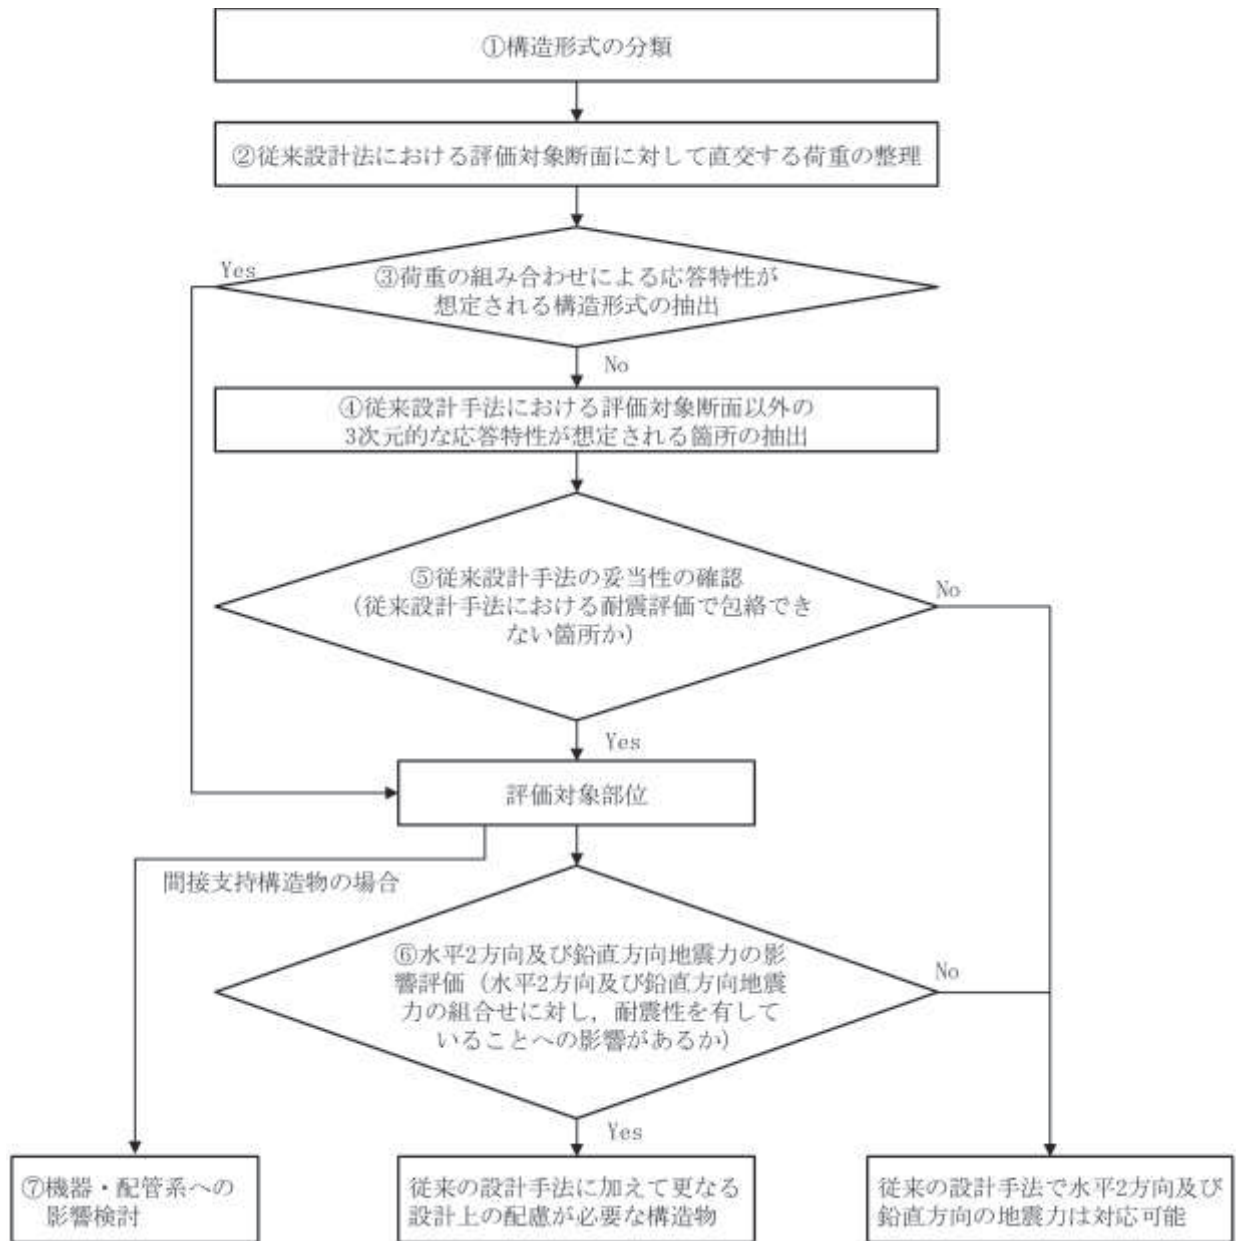 ①構造形式の分類
②従来設計法における評価対象断面に対して直交する荷重の整理
Yes
③荷重の組み合わせによる応答特性が
想定される構造形式の抽出
No
④従来設計手法における評価対象断面以外の
3次元的な応答特性が想定される箇所の抽出
⑤従来設計手法の妥当性の確認
(従来設計手法における耐震評価で包絡でき
ない箇所か)
No
Yes
評価対象部位
間接支持構造物の場合
⑥水平2方向及び鉛直方向地震力の影
響評価(水平2方向及び鉛直方向地震
力の組合せに対し,耐震性を有して
いることへの影響があるか)
No
Yes
⑦機器・配管系への
影響検討
従来の設計手法に加えて更なる
設計上の配慮が必要な構造物
従来の設計手法で水平2方向及び
鉛直方向の地震力は対応可能